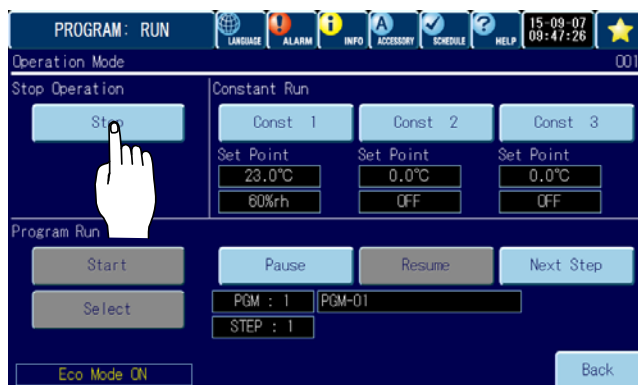 PROGRAM: RUN
LANGUAGE ALARM INFO ACCESSORY SCHEDULE HELP 15-09-07 09:47:26
Operation Mode 001
Stop Operation Constant Run
Stop Const 1 Const 2 Const 3
Set Point Set Point Set Point
23.0℃ 0.0℃ 0.0℃
60%rh OFF OFF
Program Run
Start Pause Resume Next Step
Select PGM : 1 PGM-01
STEP : 1
Eco Mode ON Back